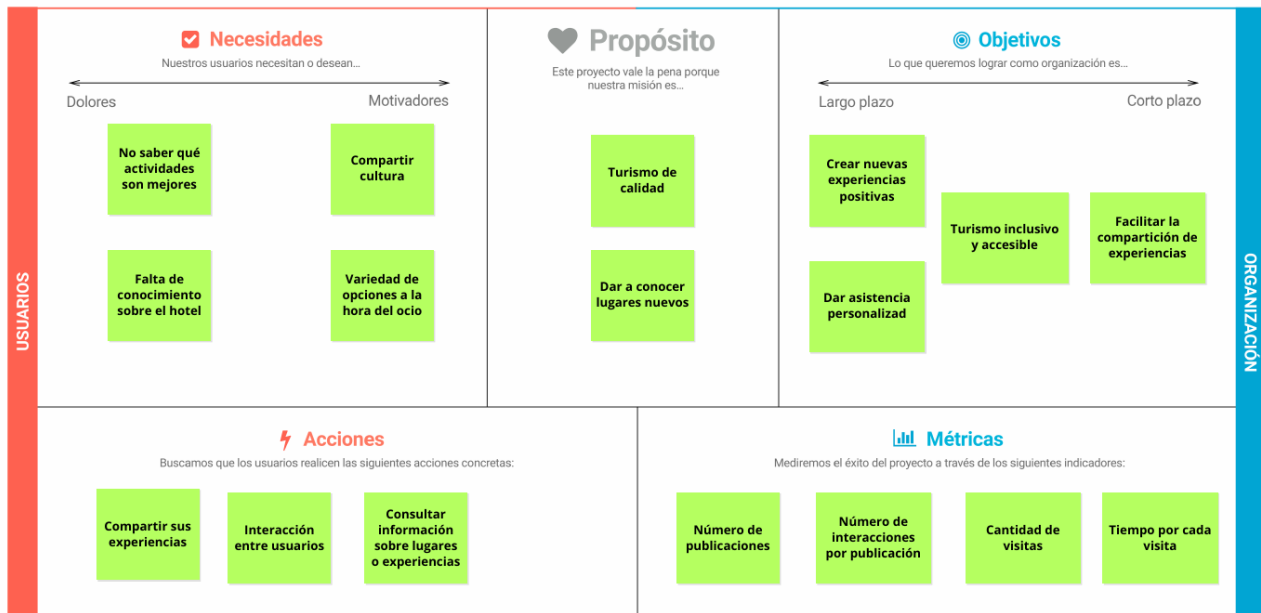 USUARIOS
Necesidades
Nuestros usuarios necesitan o desean...
Dolores
Motivadores
No saber qué
actividades
son mejores
Compartir
cultura
Falta de
conocimiento
sobre el hotel
Variedad de
opciones a la
hora del ocio
Propósito
Este proyecto vale la pena porque
nuestra misión es...
Turismo de
calidad
Dar a conocer
lugares nuevos
Objetivos
Lo que queremos lograr como organización es...
Largo plazo
Corto plazo
Crear nuevas
experiencias
positivas
Turismo inclusivo
y accesible
Facilitar la
compartición de
experiencias
Dar asistencia
personalizad
ORGANIZACIÓN
Acciones
Buscamos que los usuarios realicen las siguientes acciones concretas:
Compartir sus
experiencias
Interacción
entre usuarios
Consultar
información
sobre lugares
o experiencias
Métricas
Mediremos el éxito del proyecto a través de los siguientes indicadores:
Número de
publicaciones
Número de
interacciones
por publicación
Cantidad de
visitas
Tiempo por cada
visita